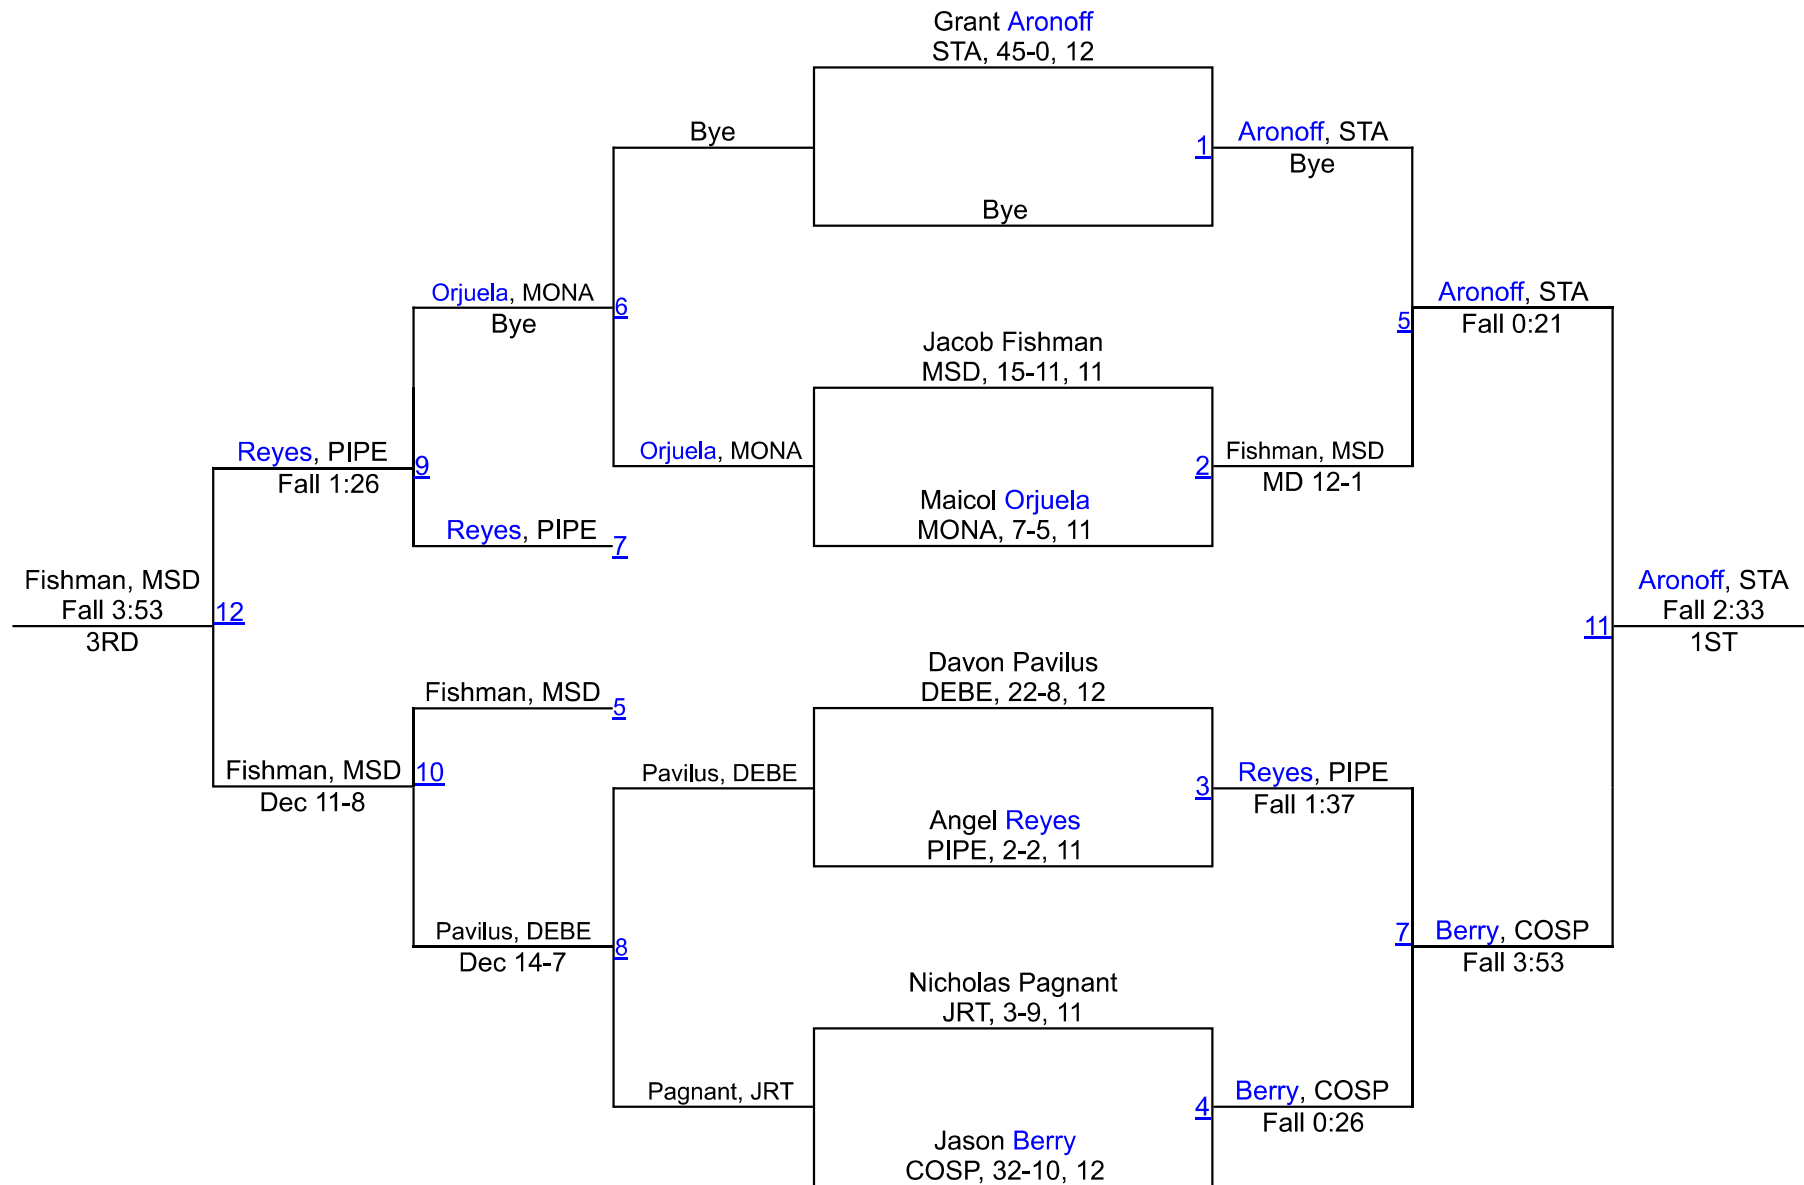 Grant Aronoff
STA, 45-0, 12
Bye
1
Aronoff, STA
Bye
Bye
Orjuela, MONA
Bye
6
Aronoff, STA
Fall 0:21
5
Jacob Fishman
MSD, 15-11, 11
Reyes, PIPE
Fall 1:26
9
Orjuela, MONA
2
Fishman, MSD
MD 12-1
Maicol Orjuela
MONA, 7-5, 11
Reyes, PIPE
7
Fishman, MSD
Fall 3:53
3RD
12
11
Aronoff, STA
Fall 2:33
1ST
Davon Pavilus
DEBE, 22-8, 12
Fishman, MSD
5
Fishman, MSD
Dec 11-8
10
Pavilus, DEBE
3
Reyes, PIPE
Fall 1:37
Angel Reyes
PIPE, 2-2, 11
Pavilus, DEBE
Dec 14-7
8
7
Berry, COSP
Fall 3:53
Nicholas Pagnant
JRT, 3-9, 11
Pagnant, JRT
4
Berry, COSP
Fall 0:26
Jason Berry
COSP, 32-10, 12